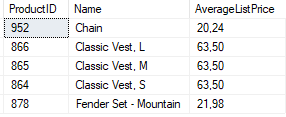 ProductID Name AverageListPrice
952 Chain 20,24
866 Classic Vest, L 63,50
865 Classic Vest, M 63,50
864 Classic Vest, S 63,50
878 Fender Set - Mountain 21,98